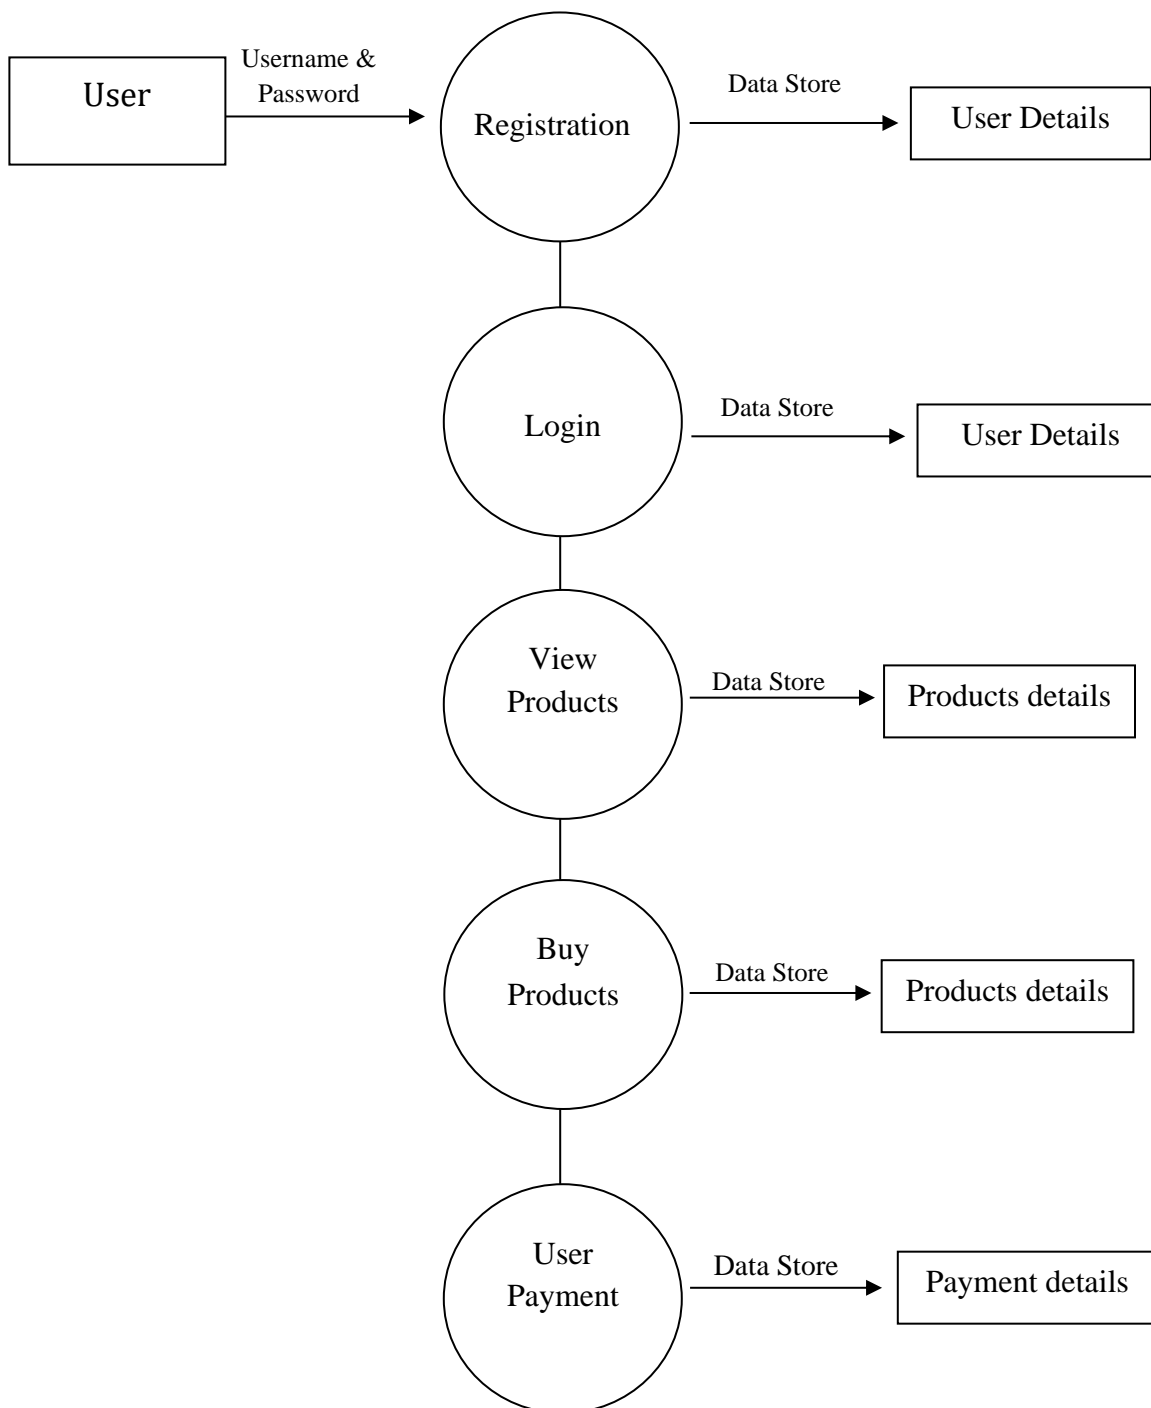 User
Username &
Password
Registration
Data Store
User Details
Login
Data Store
User Details
View
Products
Data Store
Products details
Buy
Products
Data Store
Products details
User
Payment
Data Store
Payment details